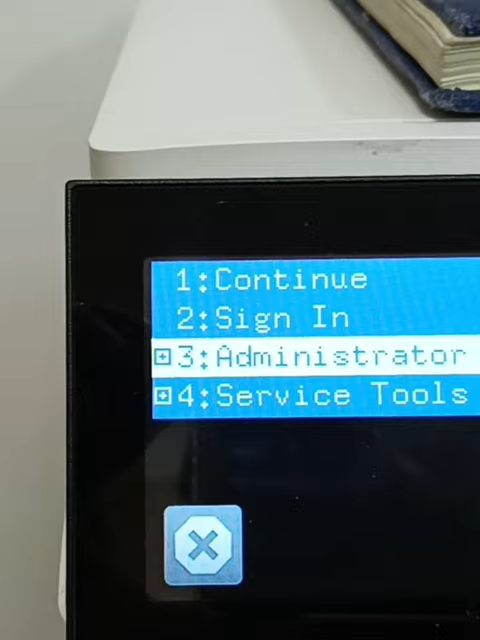 1:Continue
2:Sign In
+3:Administrator
+4:Service Tools